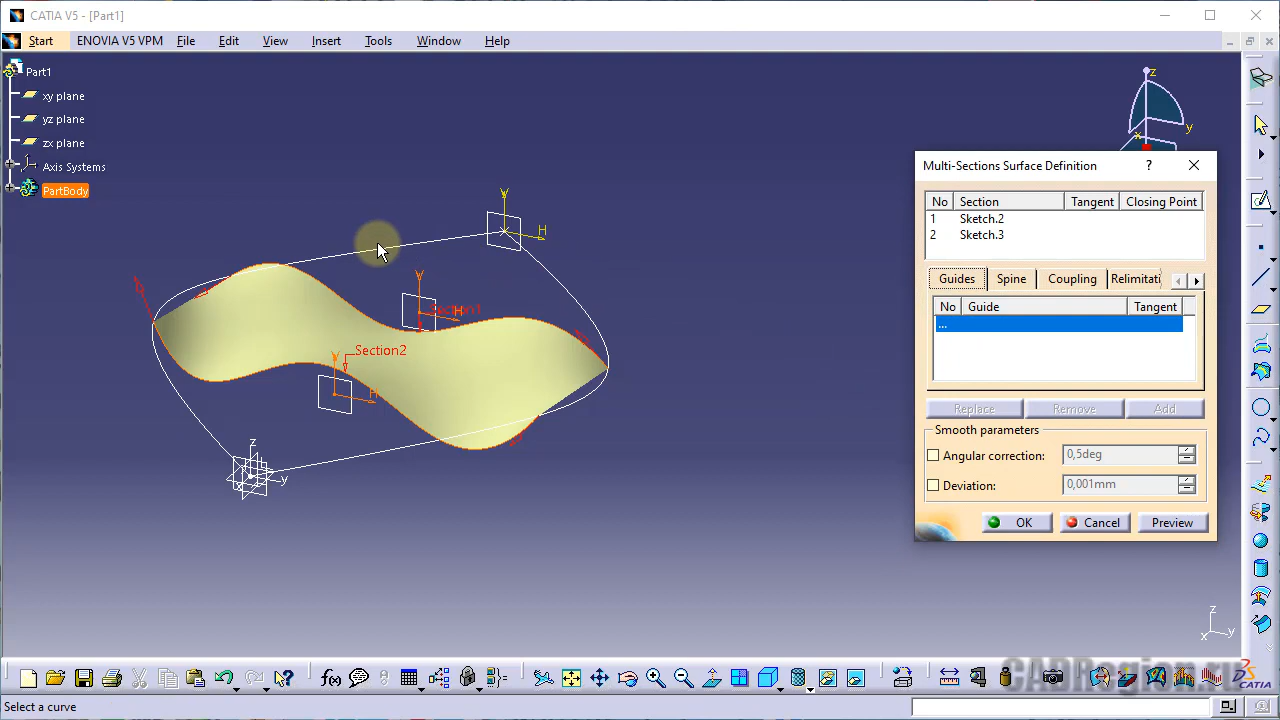 CATIA V5 - [Part1]
Start ENOVIA V5 VPM File Edit View Insert Tools Window Help
Part1
xy plane
yz plane
zx plane
Axis Systems
PartBody
z
y
x
Multi-Sections Surface Definition ? ×
No Section Tangent Closing Point
1 Sketch.2
2 Sketch.3
Guides Spine Coupling Relimitati
No Guide Tangent
...
Replace Remove Add
Smooth parameters
Angular correction: 0,5deg
Deviation: 0,001mm
OK Cancel Preview
V
H
V
Section1
H
Section2
V
H
z
y
z
x y
f(x)
CADRegion.ru
CATIA
Select a curve